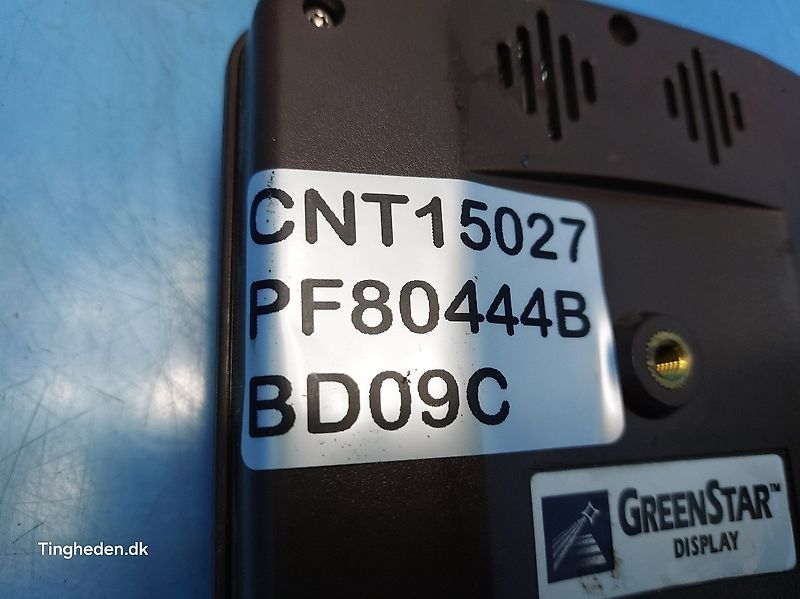 CNT15027
PF80444B
BD09C
GREENSTAR™
DISPLAY
Tingheden.dk